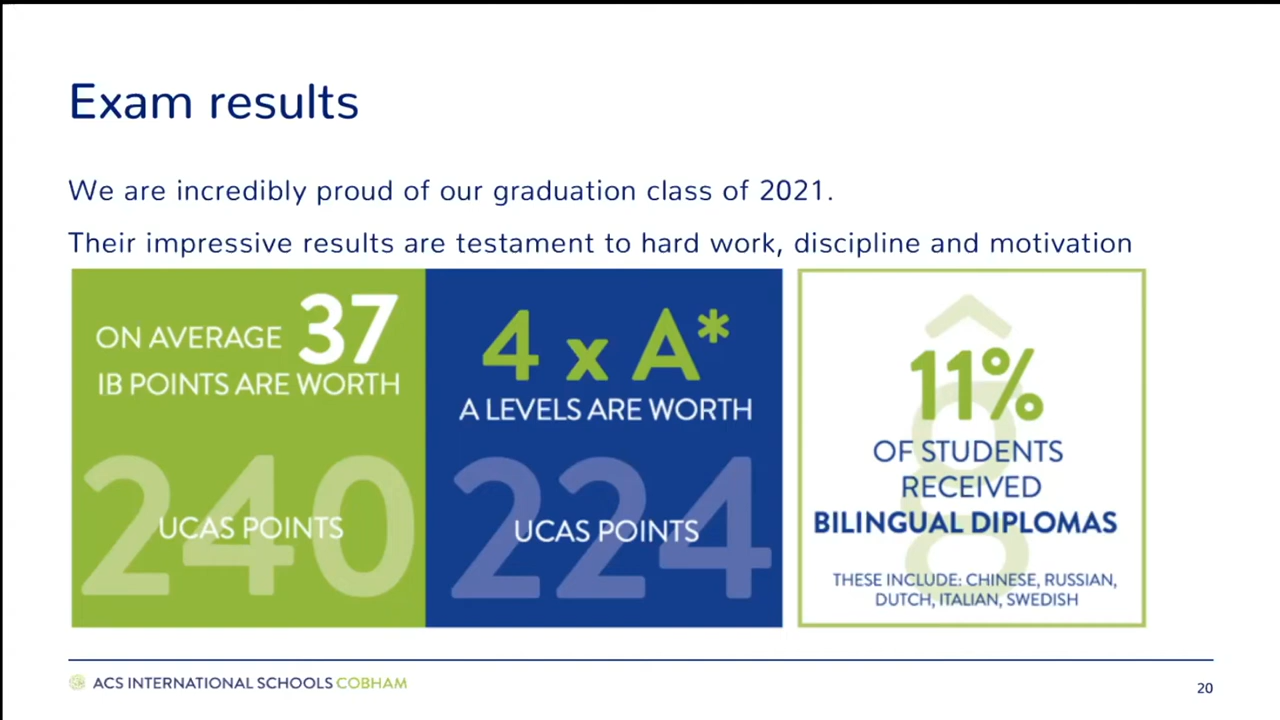 Exam results
We are incredibly proud of our graduation class of 2021.
Their impressive results are testament to hard work, discipline and motivation
ON AVERAGE 37
IB POINTS ARE WORTH
240
UCAS POINTS
4 x A*
A LEVELS ARE WORTH
224
UCAS POINTS
11%
OF STUDENTS
RECEIVED
BILINGUAL DIPLOMAS
THESE INCLUDE: CHINESE, RUSSIAN,
DUTCH, ITALIAN, SWEDISH
ĝ
ACS INTERNATIONAL SCHOOLS COBHAM
20